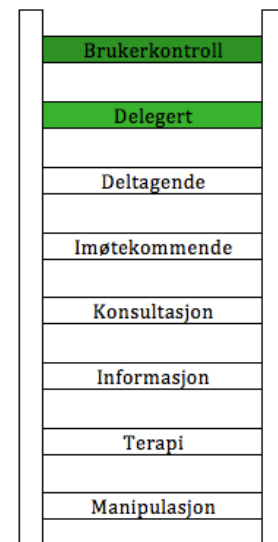 Brukerkontroll
Delegert
Deltagende
Imøtekommende
Konsultasjon
Informasjon
Terapi
Manipulasjon